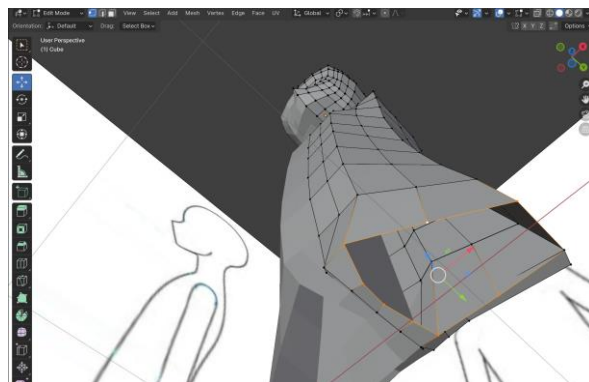 Edit Mode View Select Add Mesh Vertex Edge Face UV Global
Orientation: Default Drag: Select Box X Y Z Options
User Perspective
(1) Cube